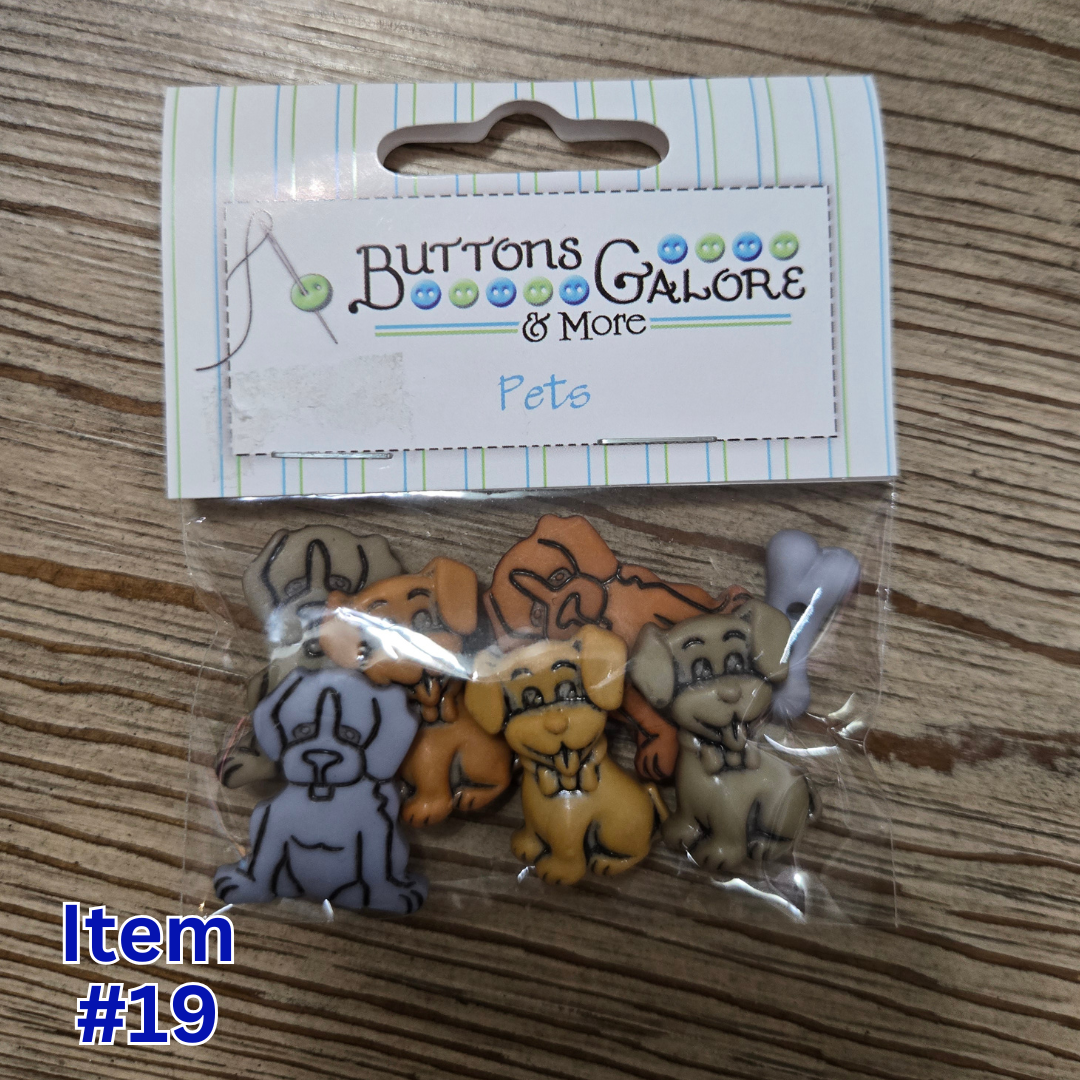 Buttons Galore
& More
Pets
Item
#19